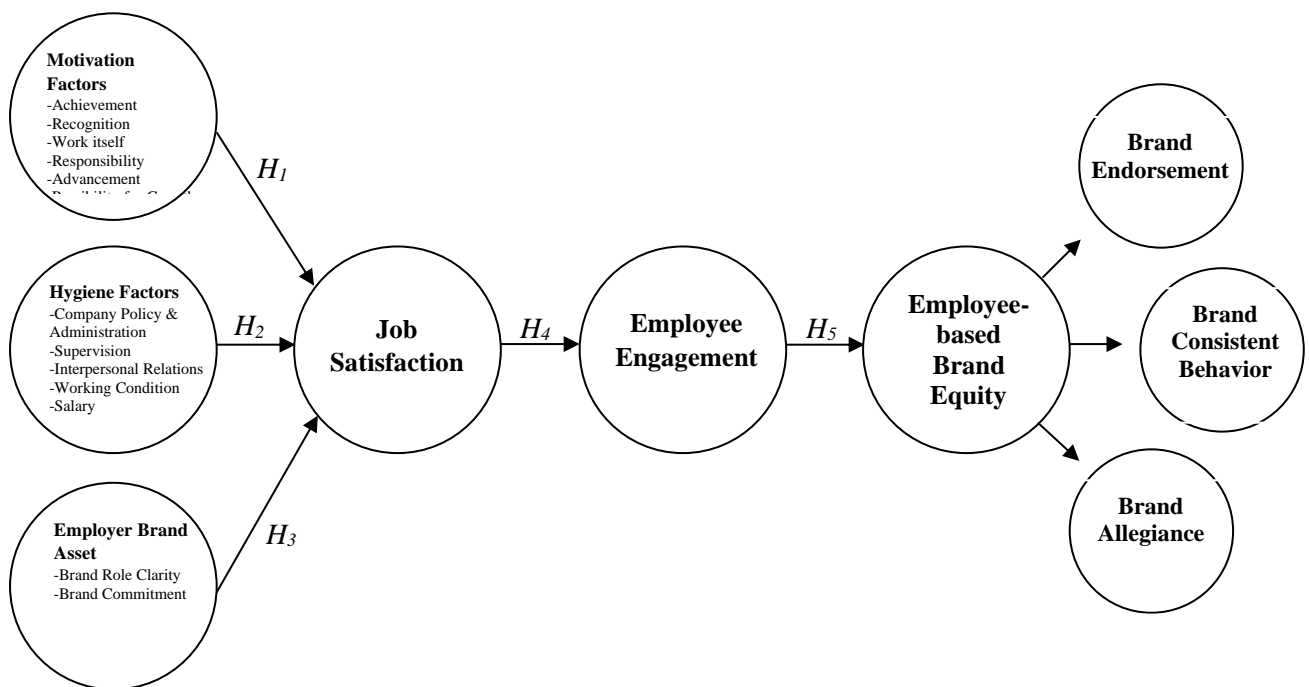 Motivation
Factors
-Achievement
-Recognition
-Work itself
-Responsibility
-Advancement
H1
Hygiene Factors
-Company Policy &
Administration
-Supervision
-Interpersonal Relations
-Working Condition
-Salary
H2
Employer Brand
Asset
-Brand Role Clarity
-Brand Commitment
H3
Job
Satisfaction
H4
Employee
Engagement
H5
Employee-
based
Brand
Equity
Brand
Endorsement
Brand
Consistent
Behavior
Brand
Allegiance